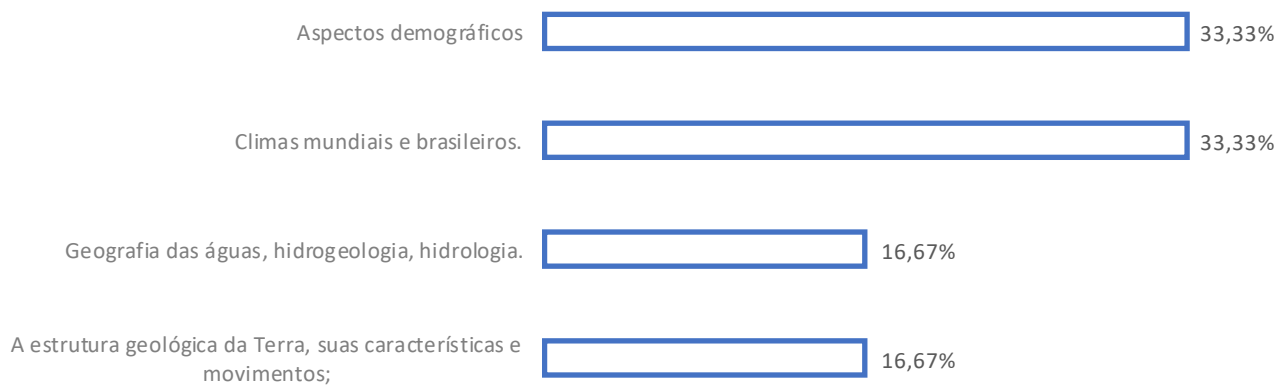 Aspectos demográficos
33,33%
Climas mundiais e brasileiros.
33,33%
Geografia das águas, hidrogeologia, hidrologia.
16,67%
A estrutura geológica da Terra, suas características e
movimentos;
16,67%